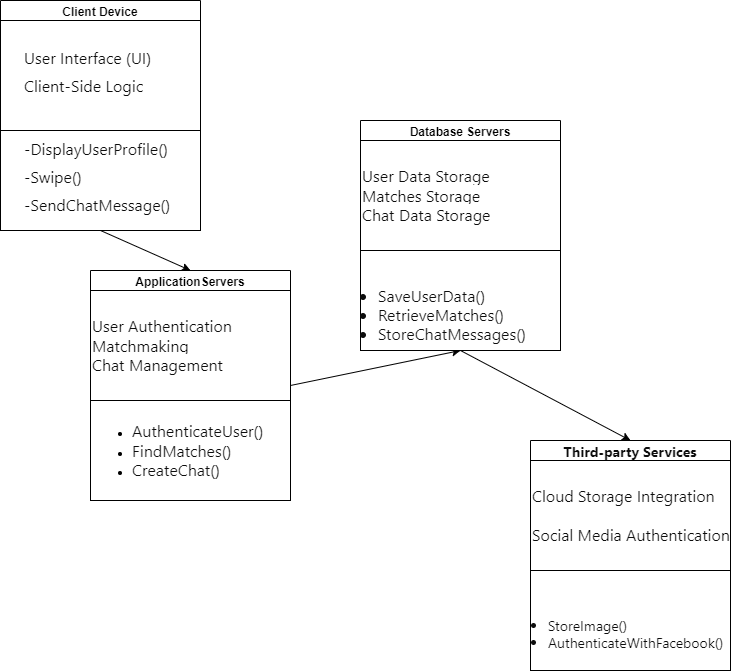 Client Device
User Interface (UI)
Client-Side Logic
-DisplayUserProfile()
-Swipe()
-SendChatMessage()
Application Servers
User Authentication
Matchmaking
Chat Management
AuthenticateUser()
FindMatches()
CreateChat()
Database Servers
User Data Storage
Matches Storage
Chat Data Storage
SaveUserData()
RetrieveMatches()
StoreChatMessages()
Third-party Services
Cloud Storage Integration
Social Media Authentication
StoreImage()
AuthenticateWithFacebook()